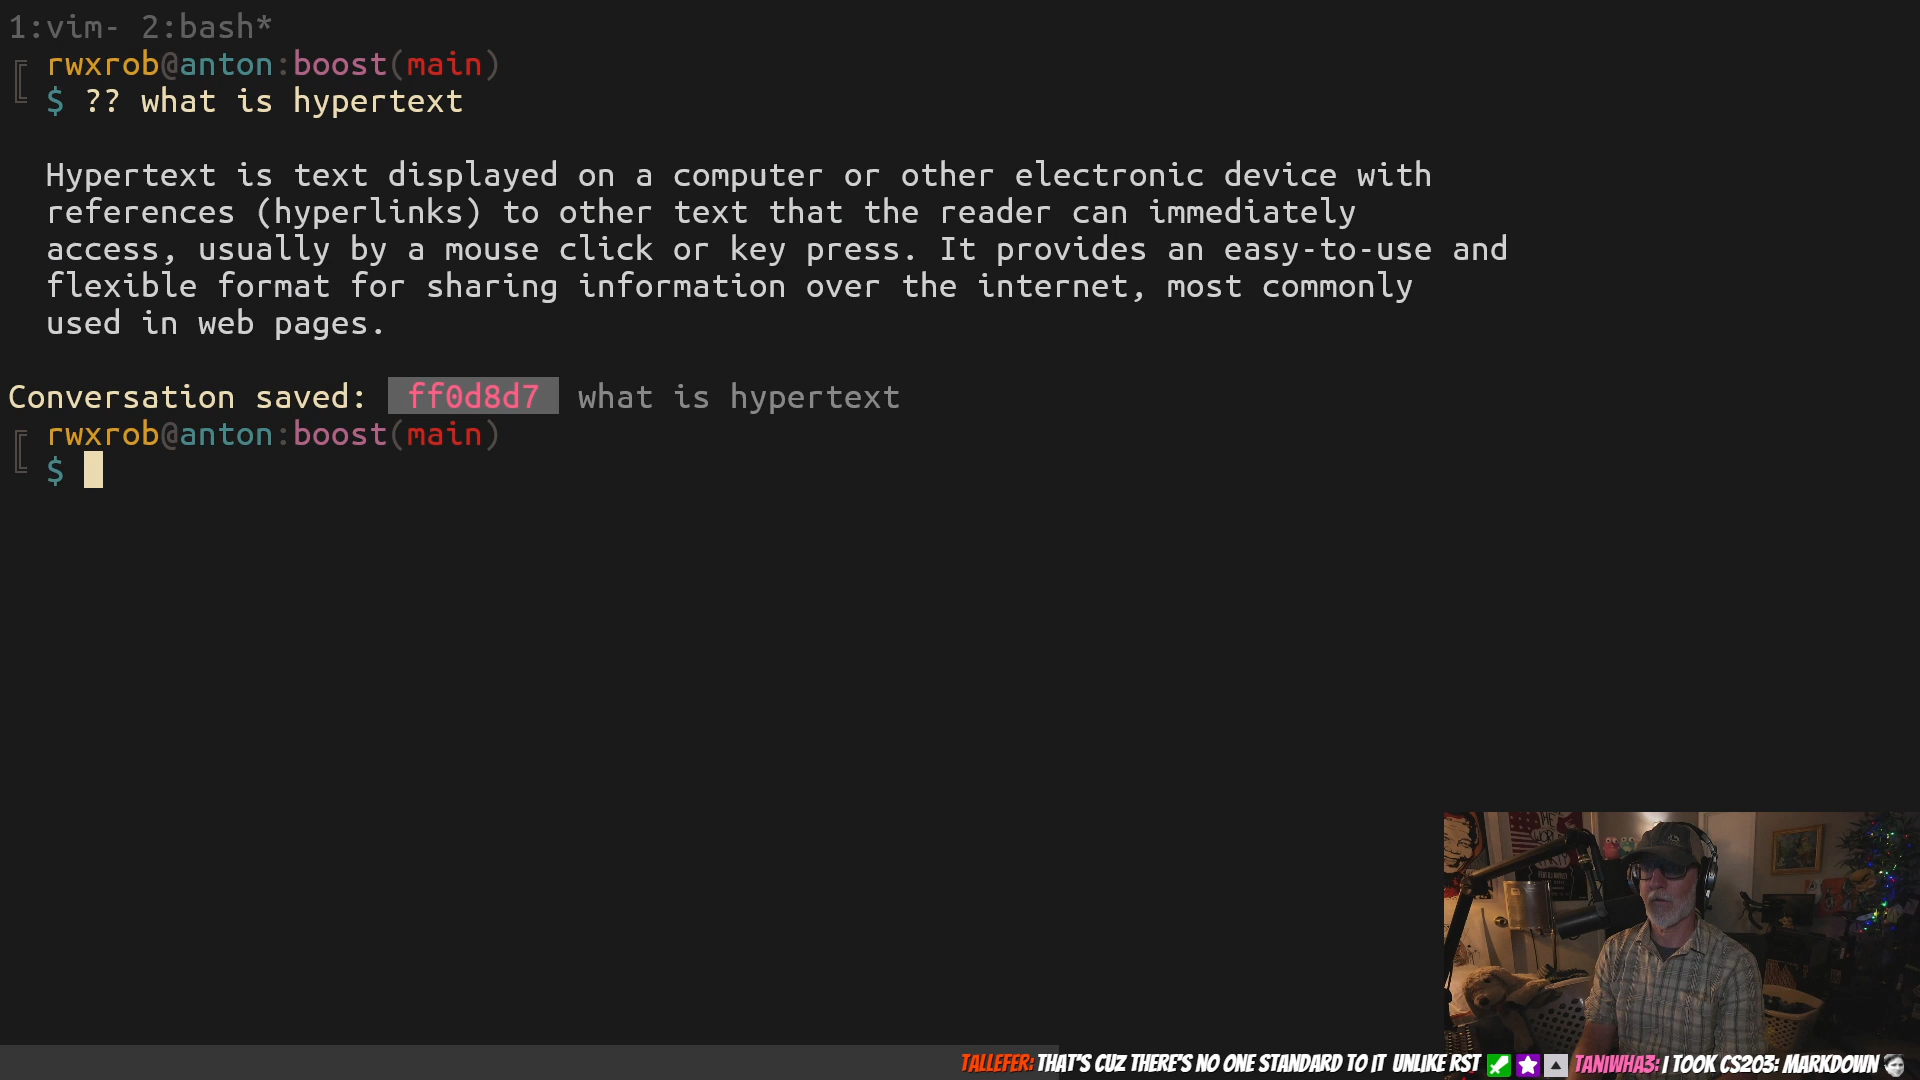 1:vim- 2:bash*
rwxrob@anton:boost(main)
$ ?? what is hypertext
Hypertext is text displayed on a computer or other electronic device with
references (hyperlinks) to other text that the reader can immediately
access, usually by a mouse click or key press. It provides an easy-to-use and
flexible format for sharing information over the internet, most commonly
used in web pages.
Conversation saved: ff0d8d7 what is hypertext
rwxrob@anton:boost(main)
$
THE
WORLD
TALLEFER: THAT'S CUZ THERE'S NO ONE STANDARD TO IT UNLIKE RST TANIWHA3: I TOOK CS203: MARKDOWN